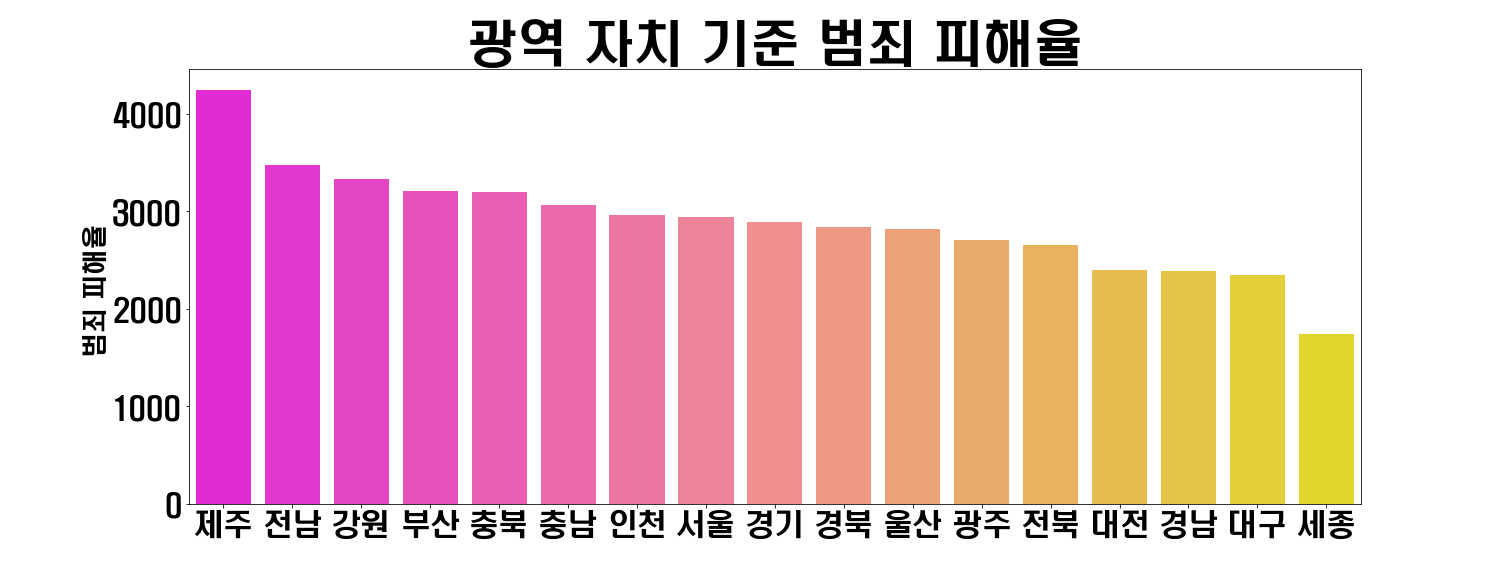 광역 자치 기준 범죄 피해율
범죄 피해율
4000
3000
2000
1000
0
제주 전남 강원 부산 충북 충남 인천 서울 경기 경북 울산 광주 전북 대전 경남 대구 세종